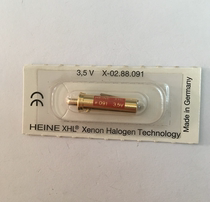 3,5 V X-02.88.091
CE
HEINE XHL® Xenon Halogen Technology
Made in Germany